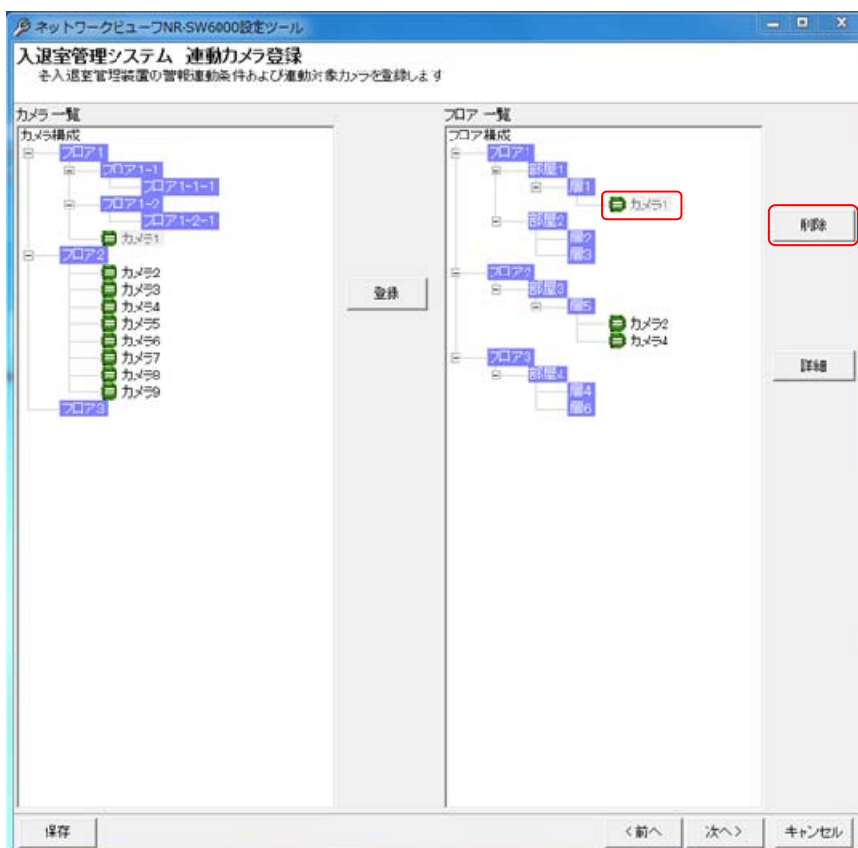 ネットワークビューワNR-SW6000設定ツール
入退室管理システム 連動カメラ登録
各入退室管理装置の警報連動条件および連動対象カメラを登録します
カメラ 一覧
カメラ構成
フロア1
フロア1-1
フロア1-1-1
フロア1-2
フロア1-2-1
カメラ1
フロア2
カメラ2
カメラ3
カメラ4
カメラ5
カメラ6
カメラ7
カメラ8
カメラ9
フロア3
登録
フロア 一覧
フロア構成
フロア1
部屋1
扉1
カメラ1
部屋2
扉2
扉3
フロア2
部屋3
扉5
カメラ2
カメラ4
フロア3
部屋4
扉4
扉6
削除
詳細
保存
<前へ
次へ>
キャンセル